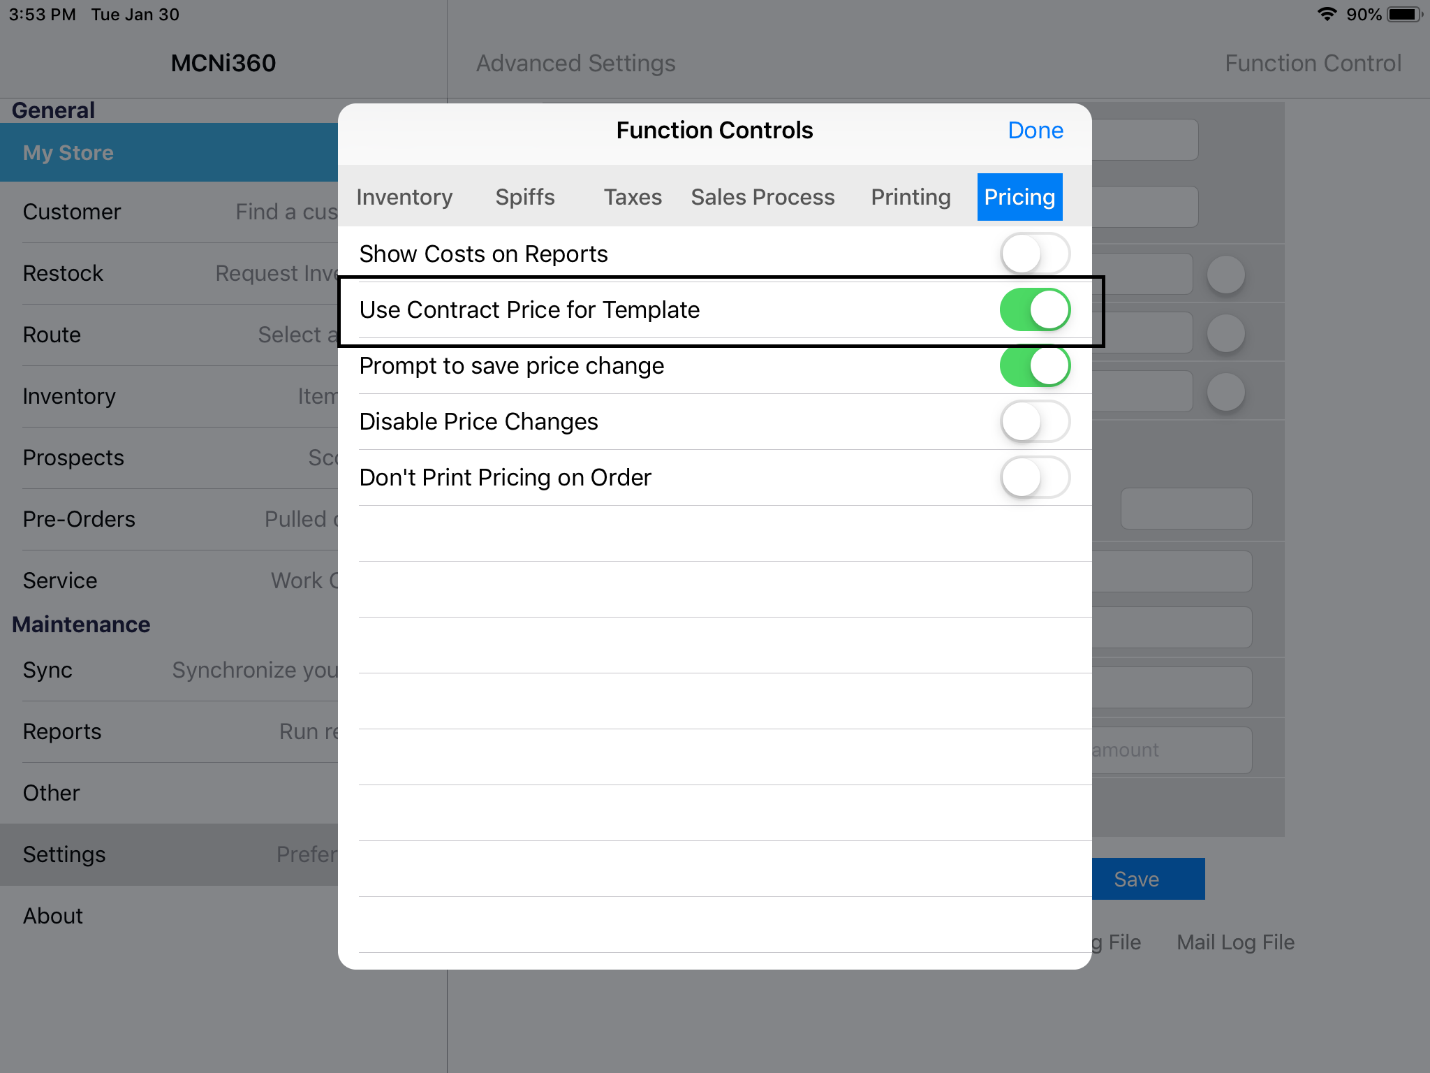 3:53 PM Tue Jan 30
90%
MCNi360
Advanced Settings
Function Control
General
My Store
Customer Find a cus
Restock Request Inve
Route Select a
Inventory Item
Prospects Sco
Pre-Orders Pulled
Service Work
Maintenance
Sync Synchronize you
Reports Run re
Other
Settings Prefer
About
Function Controls
Done
Inventory Spiffs Taxes Sales Process Printing Pricing
Show Costs on Reports
Use Contract Price for Template
Prompt to save price change
Disable Price Changes
Don't Print Pricing on Order
amount
Save
g File Mail Log File